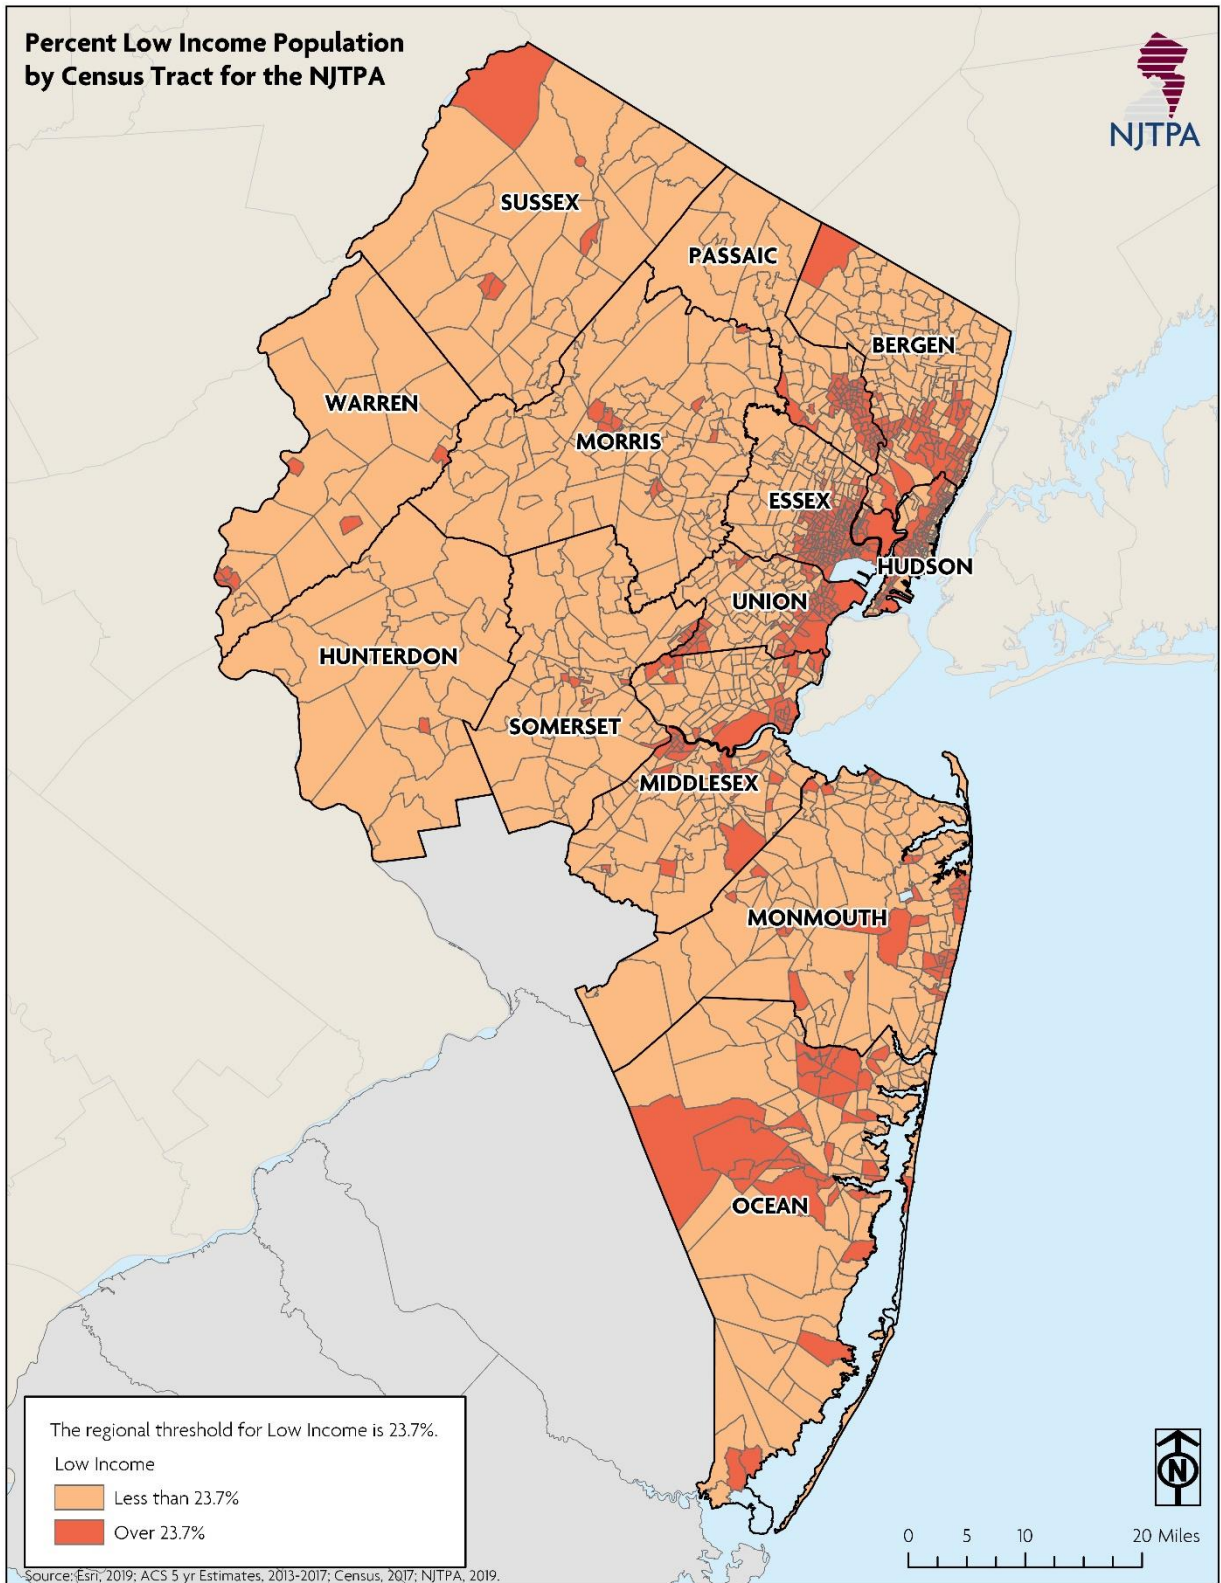 Percent Low Income Population
by Census Tract for the NJTPA
NJTPA
SUSSEX
PASSAIC
BERGEN
WARREN
MORRIS
ESSEX
HUDSON
UNION
HUNTERDON
SOMERSET
MIDDLESEX
MONMOUTH
OCEAN
The regional threshold for Low Income is 23.7%.
Low Income
Less than 23.7%
Over 23.7%
N
0 5 10 20 Miles
Source: Esri, 2019; ACS 5 yr Estimates, 2013-2017; Census, 2017; NJTPA, 2019.